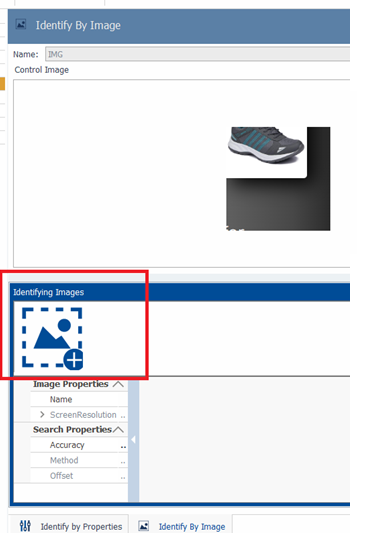 Identify By Image
Name: IMG
Control Image
Identifying Images
Image Properties
Name
ScreenResolution ..
Search Properties
Accuracy ..
Method ..
Offset ..
Identify by Properties Identify By Image